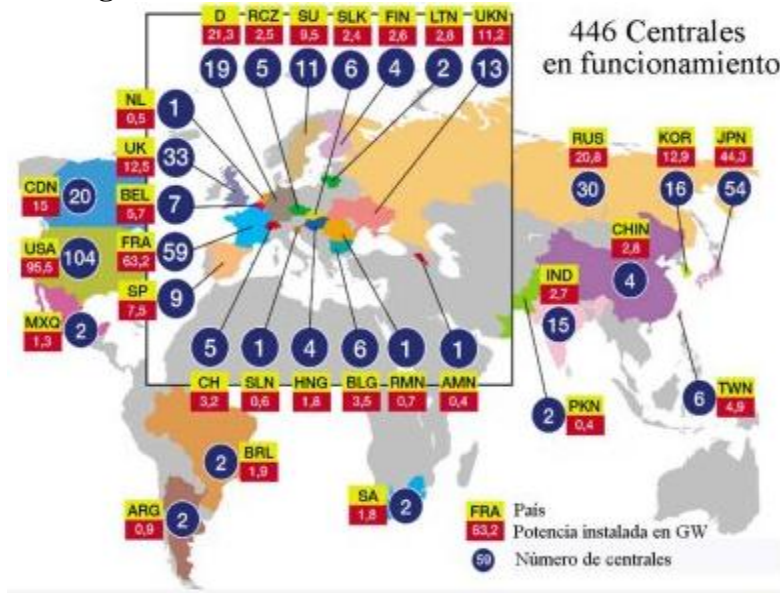 D RCZ SU SLK FIN LTN UKN
21,3 2,5 9,5 2,4 2,6 2,8 11,2
19 5 11 6 4 2 13
446 Centrales
en funcionamiento
NL
0,5
1
UK
12,5
33
CDN
15
20
BEL
5,7
7
USA
95,5
104
FRA
63,2
59
SP
7,5
9
MXQ
1,3
2
RUS
20,8
30
KOR
12,9
16
JPN
44,3
54
CHIN
2,8
4
IND
2,7
15
5 1 4 6 1 1
CH SLN HNG BLG RMN AMN
3,2 0,6 1,8 3,5 0,7 0,4
2
PKN
0,4
6
TWN
4,9
2
BRL
1,9
ARG
0,9
2
SA
1,8
2
FRA País
63,2 Potencia instalada en GW
59 Número de centrales